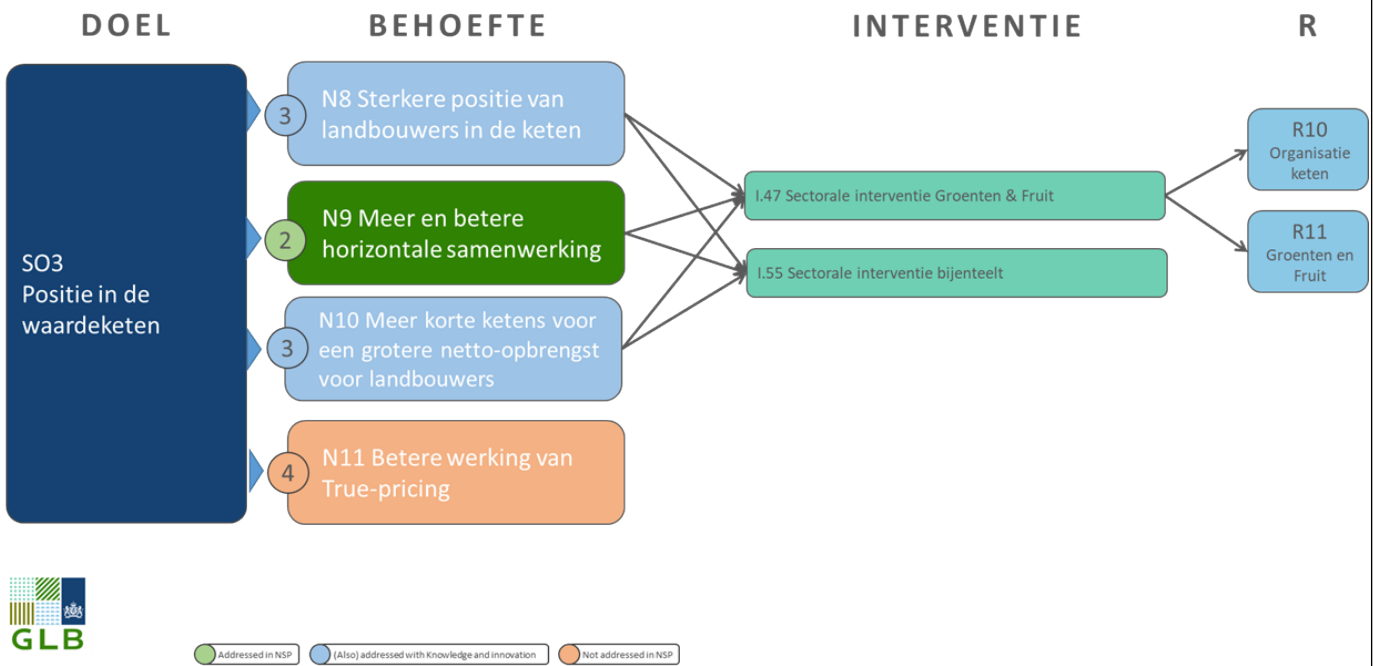 DOEL
BEHOEFTE
INTERVENTIE
R
SO3
Positie in de
waardeketen
3
N8 Sterkere positie van
landbouwers in de keten
2
N9 Meer en betere
horizontale samenwerking
3
N10 Meer korte ketens voor
een grotere netto-opbrengst
voor landbouwers
4
N11 Betere werking van
True-pricing
I.47 Sectorale interventie Groenten & Fruit
I.55 Sectorale interventie bijenteelt
R10
Organisatie
keten
R11
Groenten en
Fruit
GLB
Addressed in NSP
(Also) addressed with Knowledge and innovation
Not addressed in NSP